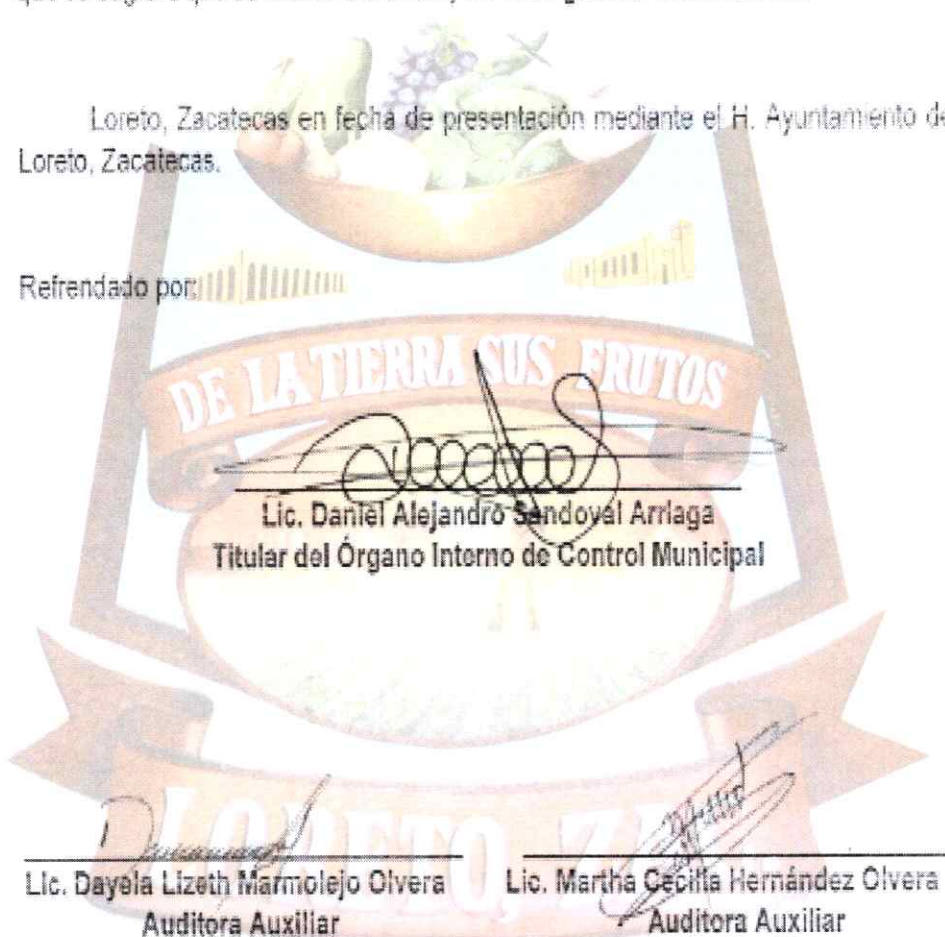 Loreto, Zacatecas en fecha de presentación mediante el H. Ayuntamiento de
Loreto, Zacatecas.
Refrendado por:
DE LA TIERRA SUS FRUTOS
Lic. Daniel Alejandro Sandoval Arriaga
Titular del Órgano Interno de Control Municipal
LORETO, ZAC
Lic. Dayela Lizeth Marmolejo Olvera Lic. Martha Cecilia Hernández Olvera
Auditora Auxiliar Auditora Auxiliar